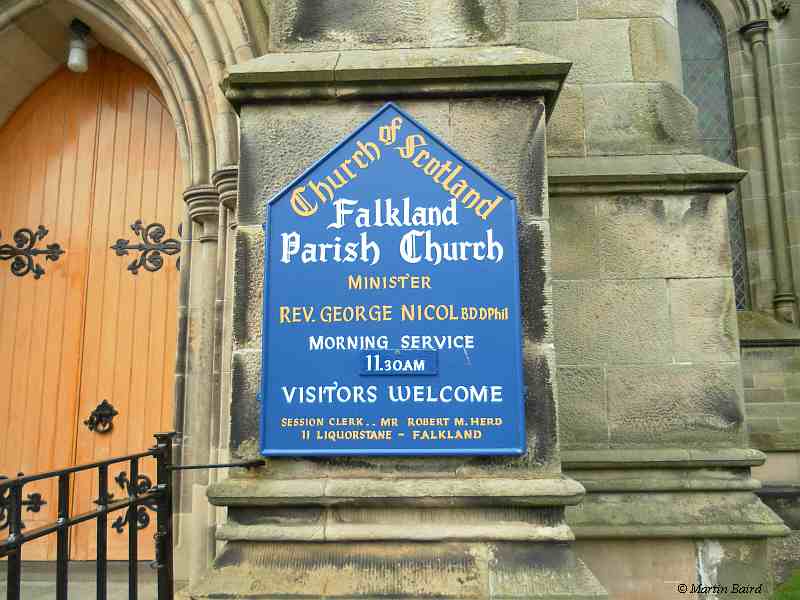 Church of Scotland
Falkland
Parish Church
MINISTER
REV. GEORGE NICOL BD DPhil
MORNING SERVICE
11.30AM
VISITORS WELCOME
SESSION CLERK .. MR ROBERT M. HERD
11 LIQUORSTANE - FALKLAND
© Martin Baird